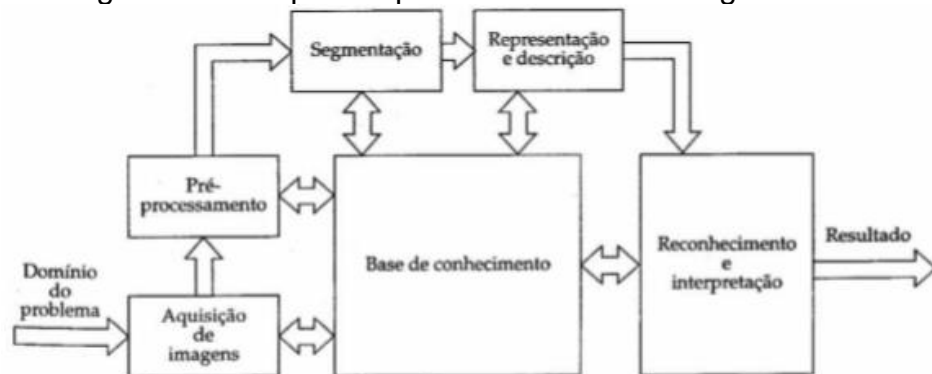 Segmentação
Representação
e descrição
Pré-
processamento
Base de conhecimento
Reconhecimento
e
interpretação
Resultado
Domínio
do
problema
Aquisição
de
imagens